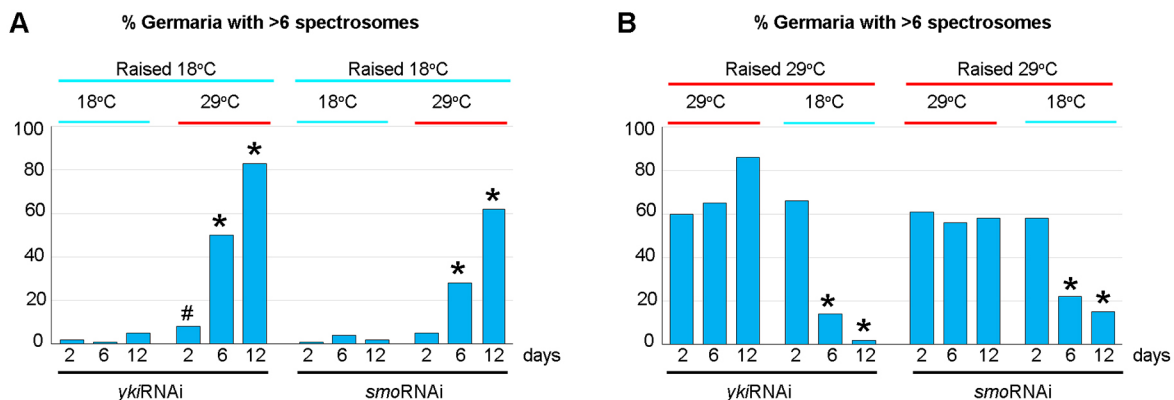 A
% Germaria with >6 spectrosomes
Raised 18°C
Raised 18°C
18°C
29°C
18°C
29°C
100
80
60
40
20
0
#
*
*
*
*
2 6 12 2 6 12 2 6 12 2 6 12 days
ykiRNAi
smoRNAi
B
% Germaria with >6 spectrosomes
Raised 29°C
Raised 29°C
29°C
18°C
29°C
18°C
100
80
60
40
20
0
*
*
*
*
2 6 12 2 6 12 2 6 12 2 6 12 days
ykiRNAi
smoRNAi